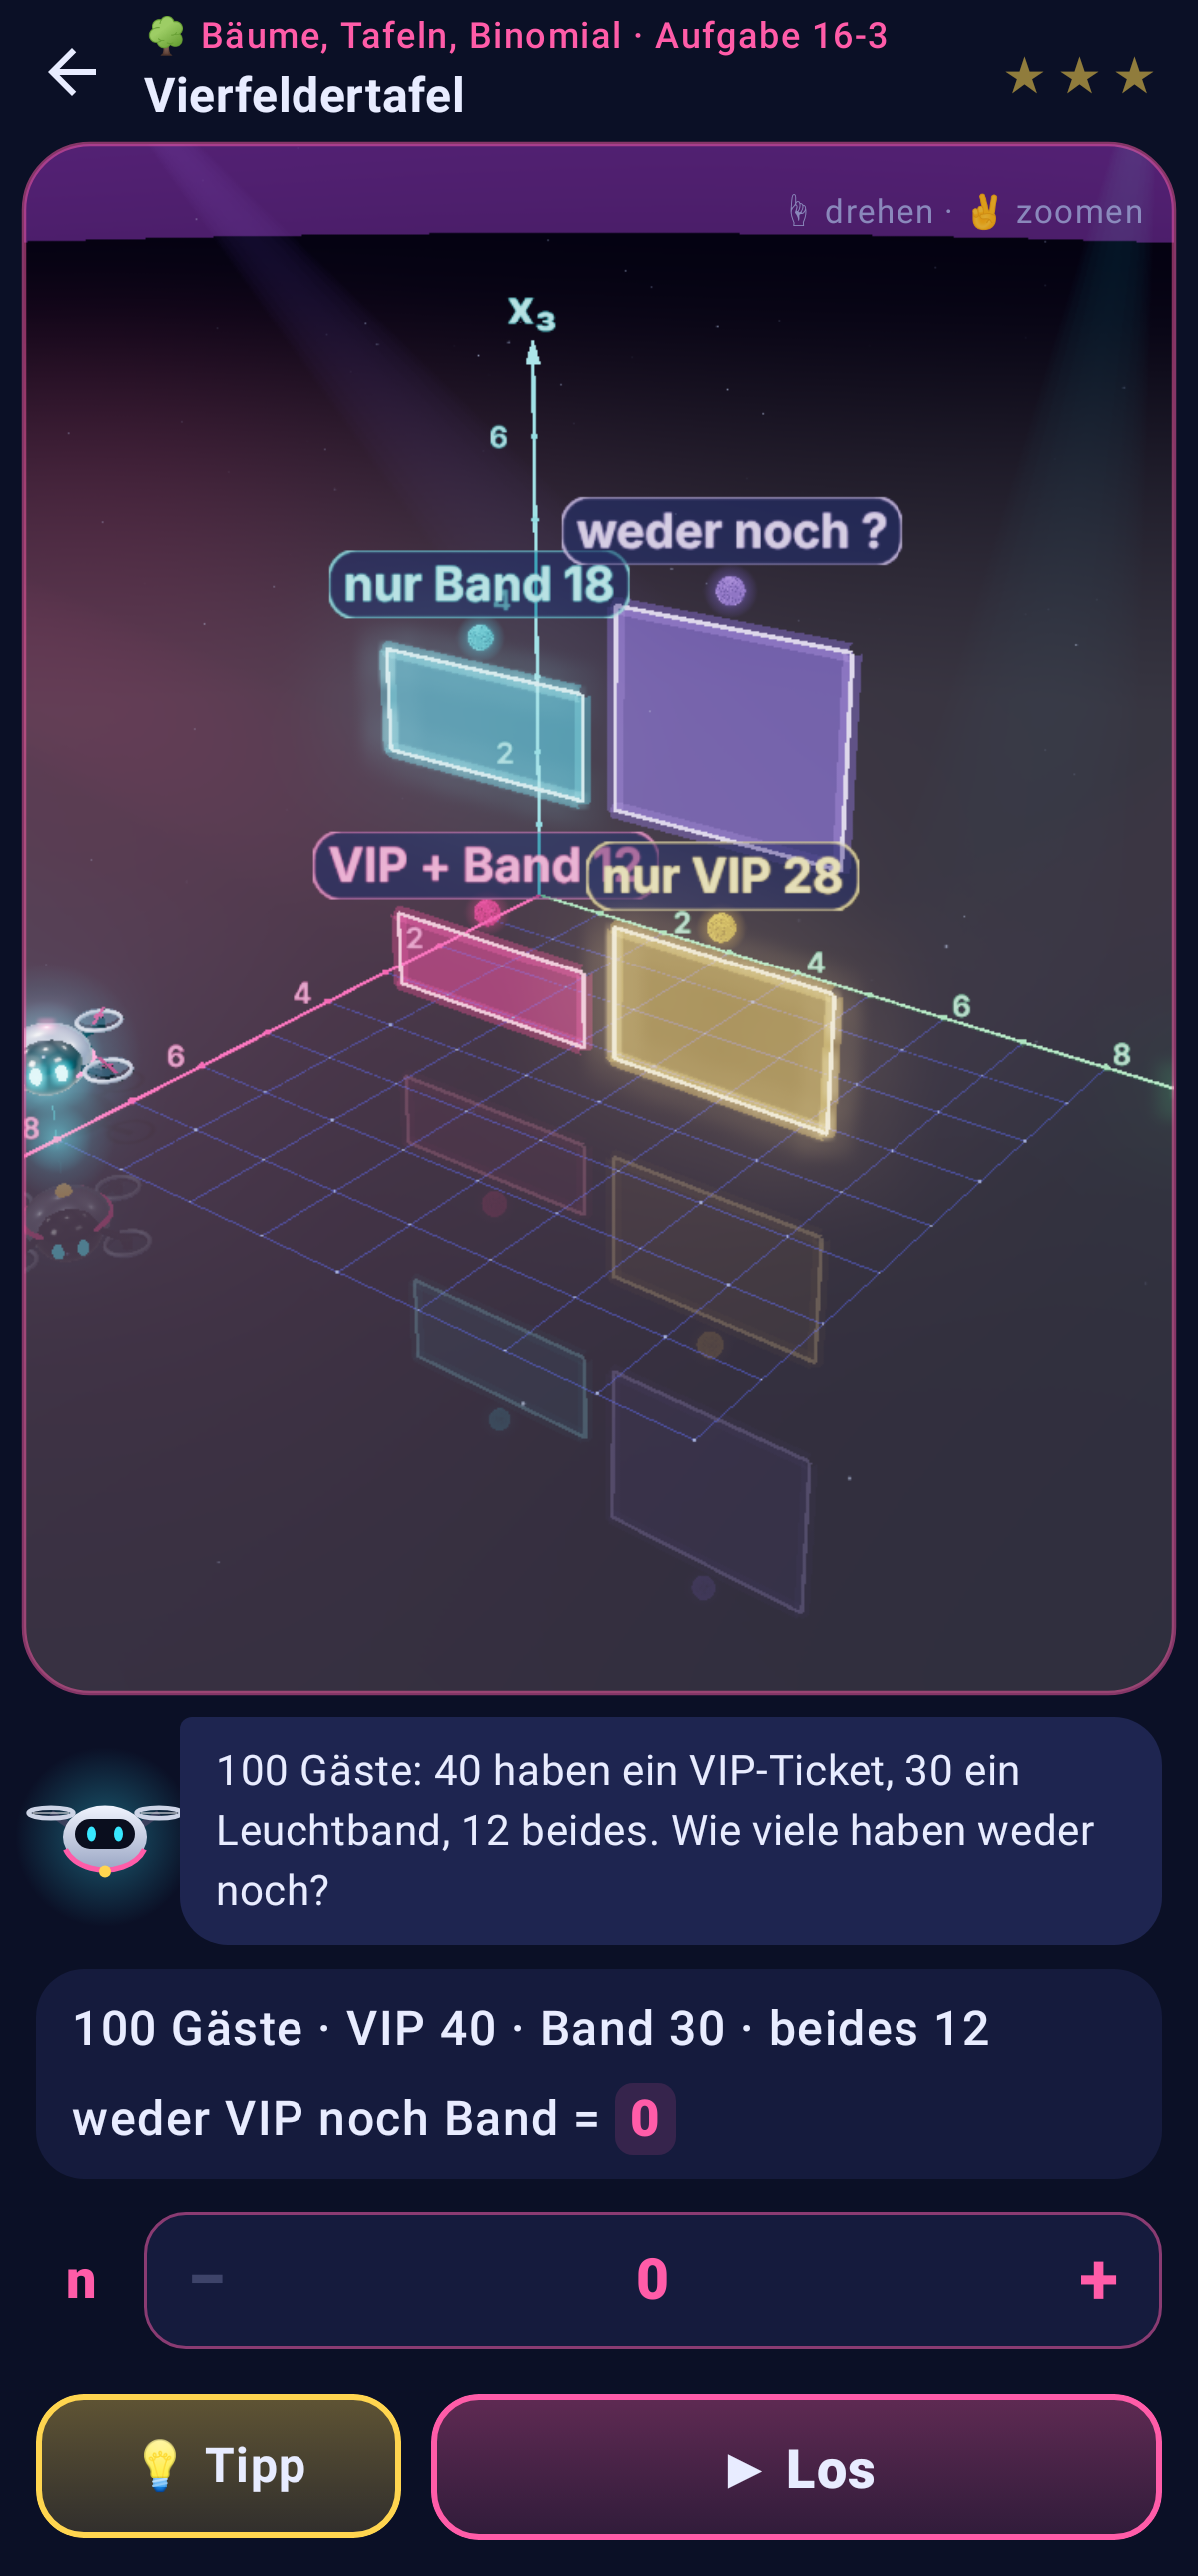 🌳 Bäume, Tafeln, Binomial · Aufgabe 16-3
Vierfeldertafel
★ ★ ★
☝ drehen · ✌ zoomen
x₃
6
weder noch ?
nur Band 18
4
2
VIP + Band 12
nur VIP 28
2
2
4
4
6
6
8
8
100 Gäste: 40 haben ein VIP-Ticket, 30 ein
Leuchtband, 12 beides. Wie viele haben weder
noch?
100 Gäste · VIP 40 · Band 30 · beides 12
weder VIP noch Band = 0
n − 0 +
💡 Tipp
▶ Los